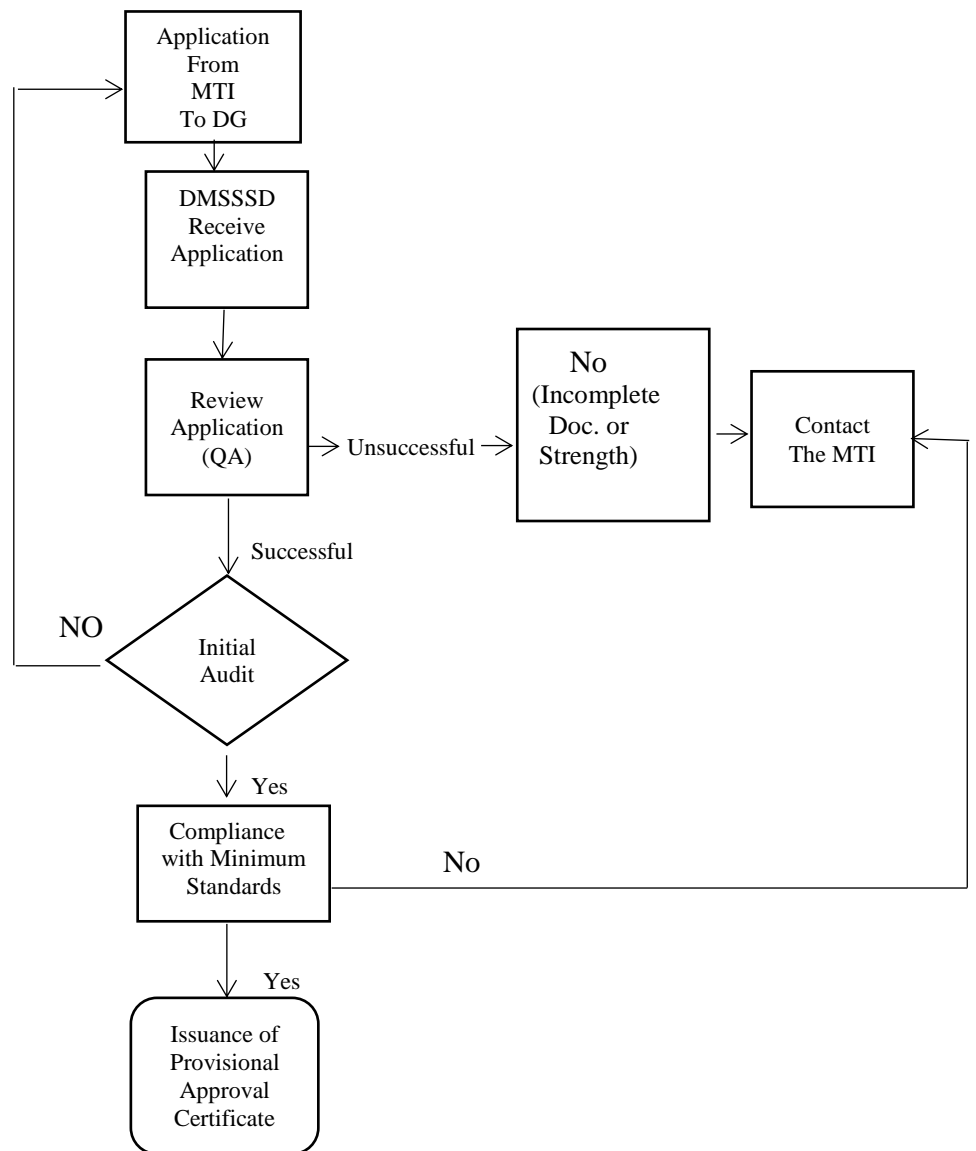 Application
From
MTI
To DG
DMSSSD
Receive
Application
Review
Application
(QA)
Unsuccessful
No
(Incomplete
Doc. or
Strength)
Contact
The MTI
Successful
NO
Initial
Audit
Yes
Compliance
with Minimum
Standards
No
Yes
Issuance of
Provisional
Approval
Certificate